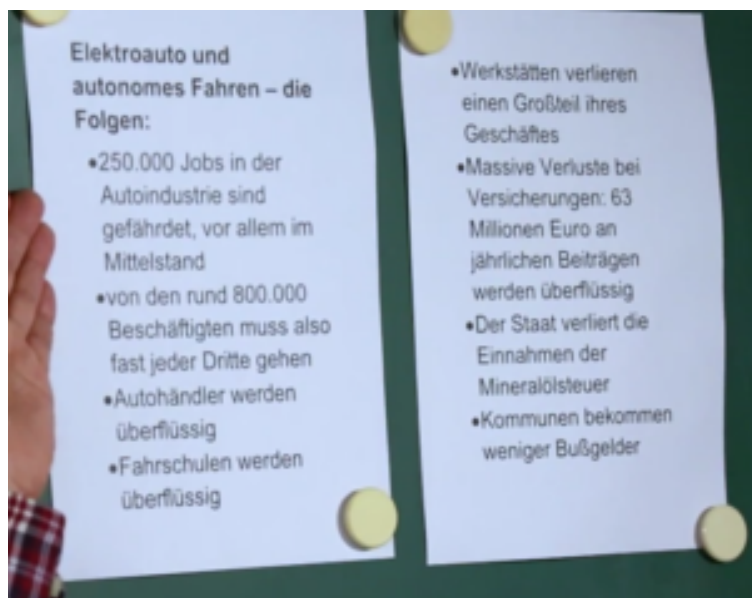 Elektroauto und
autonomes Fahren – die
Folgen:
•250.000 Jobs in der
Autoindustrie sind
gefährdet, vor allem im
Mittelstand
•von den rund 800.000
Beschäftigten muss also
fast jeder Dritte gehen
•Autohändler werden
überflüssig
•Fahrschulen werden
überflüssig
•Werkstätten verlieren
einen Großteil ihres
Geschäftes
•Massive Verluste bei
Versicherungen: 63
Millionen Euro an
jährlichen Beiträgen
werden überflüssig
•Der Staat verliert die
Einnahmen der
Mineralölsteuer
•Kommunen bekommen
weniger Bußgelder